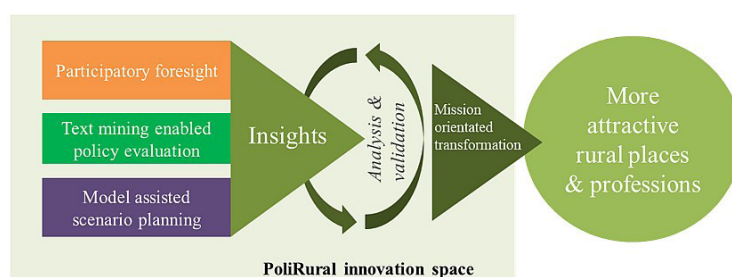 Participatory foresight
Text mining enabled
policy evaluation
Model assisted
scenario planning
Insights
Analysis &
validation
Mission
orientated
transformation
More
attractive
rural places
& professions
PoliRural innovation space